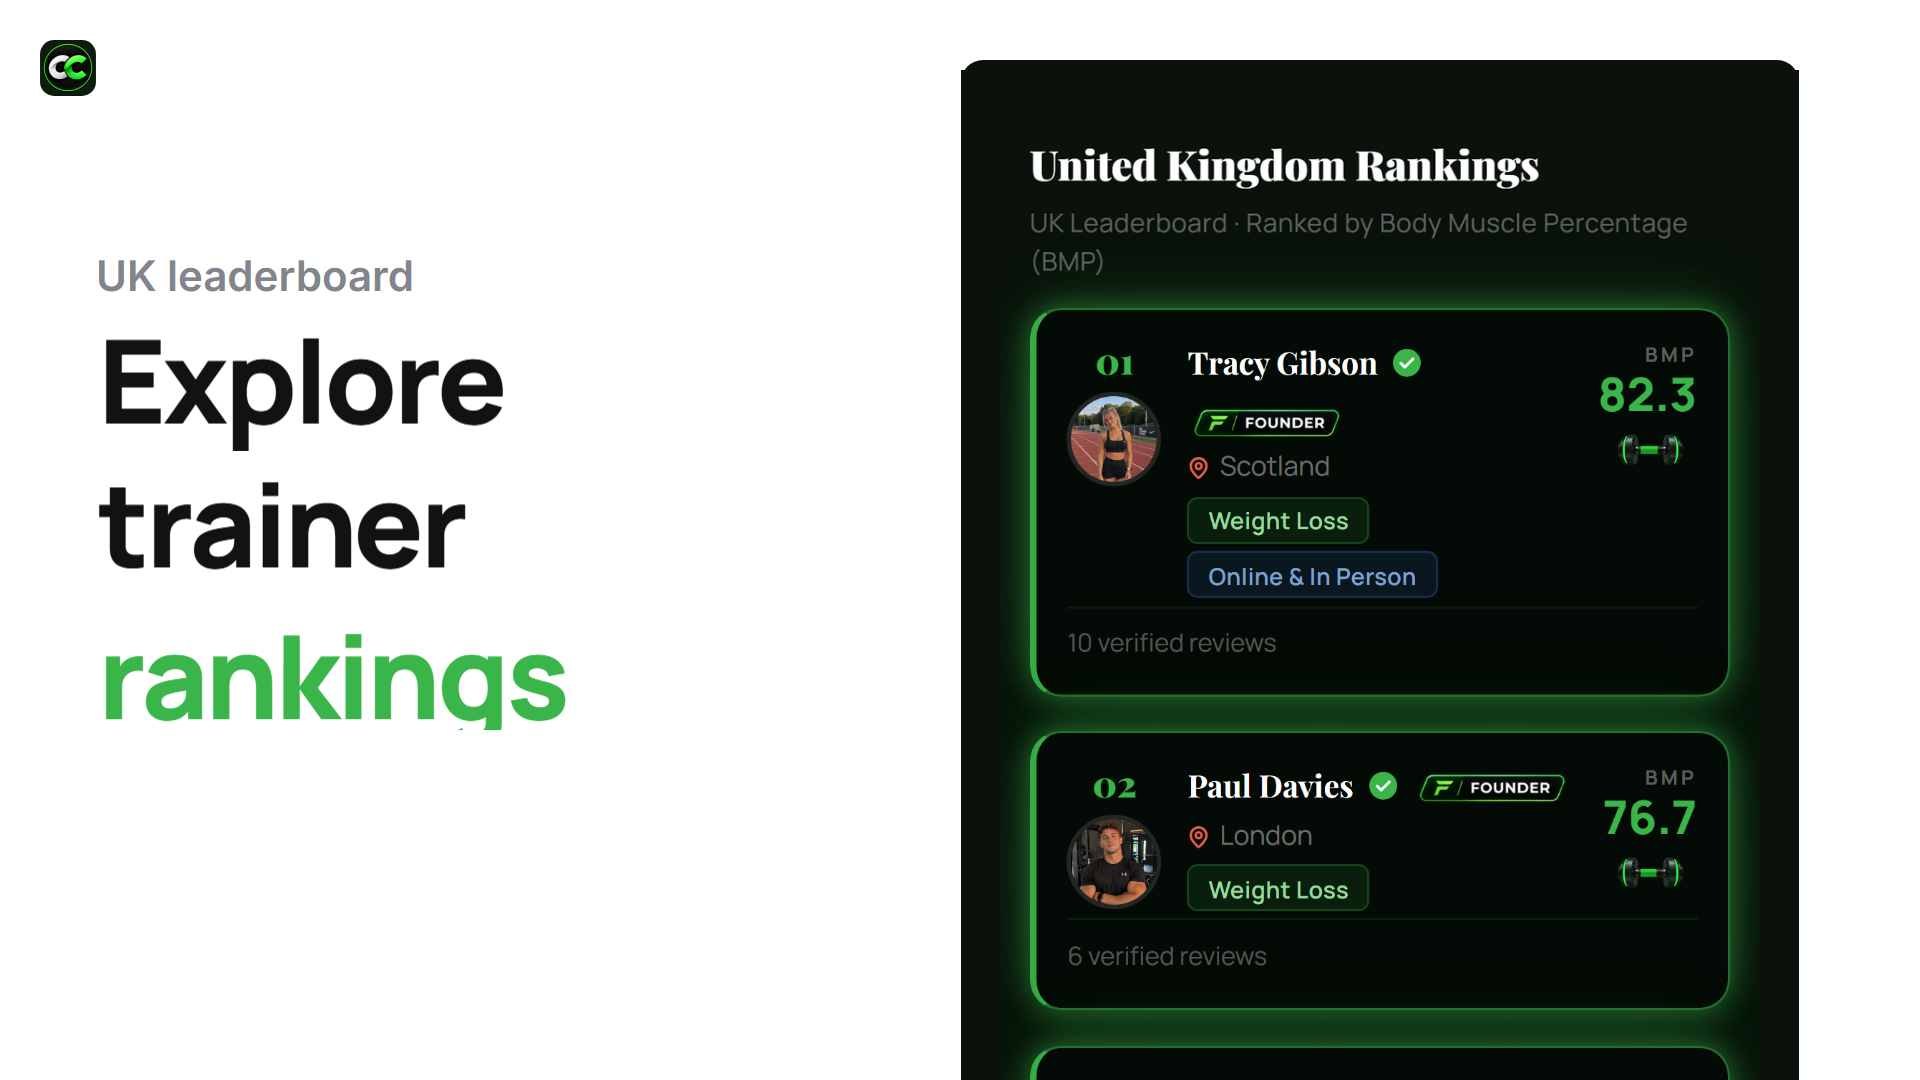 CC
UK leaderboard
Explore
trainer
rankings
United Kingdom Rankings
UK Leaderboard · Ranked by Body Muscle Percentage
(BMP)
01
Tracy Gibson
BMP
82.3
F / FOUNDER
Scotland
Weight Loss
Online & In Person
10 verified reviews
02
Paul Davies
F / FOUNDER
BMP
76.7
London
Weight Loss
6 verified reviews